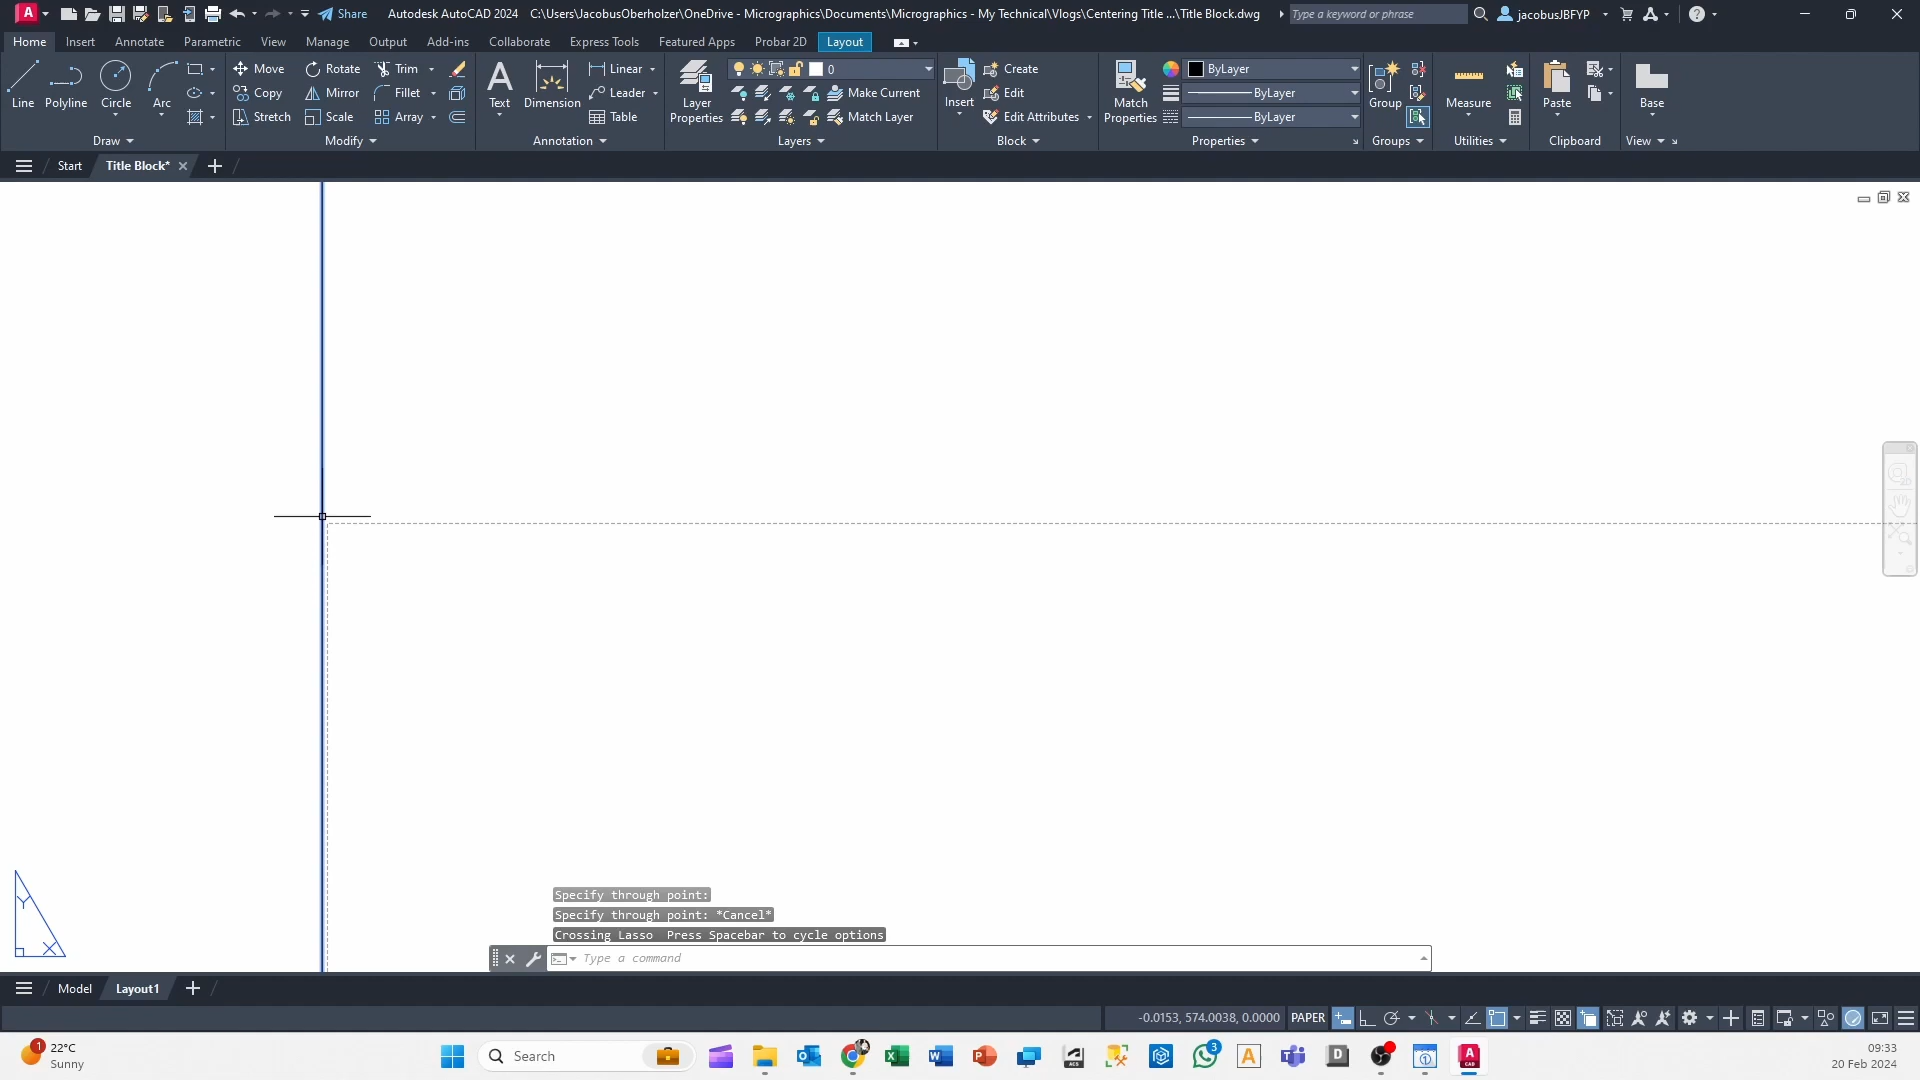 A Share Autodesk AutoCAD 2024 C:\Users\JacobusOberholzer\OneDrive - Micrographics\Documents\Micrographics - My Technical\Vlogs\Centering Title ...\Title Block.dwg Type a keyword or phrase jacobusJBFYP
Home Insert Annotate Parametric View Manage Output Add-ins Collaborate Express Tools Featured Apps Probar 2D Layout
Line Polyline Circle Arc
Move Rotate Trim
Copy Mirror Fillet
Stretch Scale Array
Text Dimension
Linear
Leader
Table
Layer Properties
0
Make Current
Match Layer
Insert
Create
Edit
Edit Attributes
Match Properties
ByLayer
ByLayer
ByLayer
Group Measure Paste Base
Draw Modify Annotation Layers Block Properties Groups Utilities Clipboard View
Start Title Block*
Y
X
Specify through point:
Specify through point: *Cancel*
Crossing Lasso Press Spacebar to cycle options
Type a command
Model Layout1
-0.0153, 574.0038, 0.0000 PAPER
1
22°C
Sunny
Search
3
09:33
20 Feb 2024